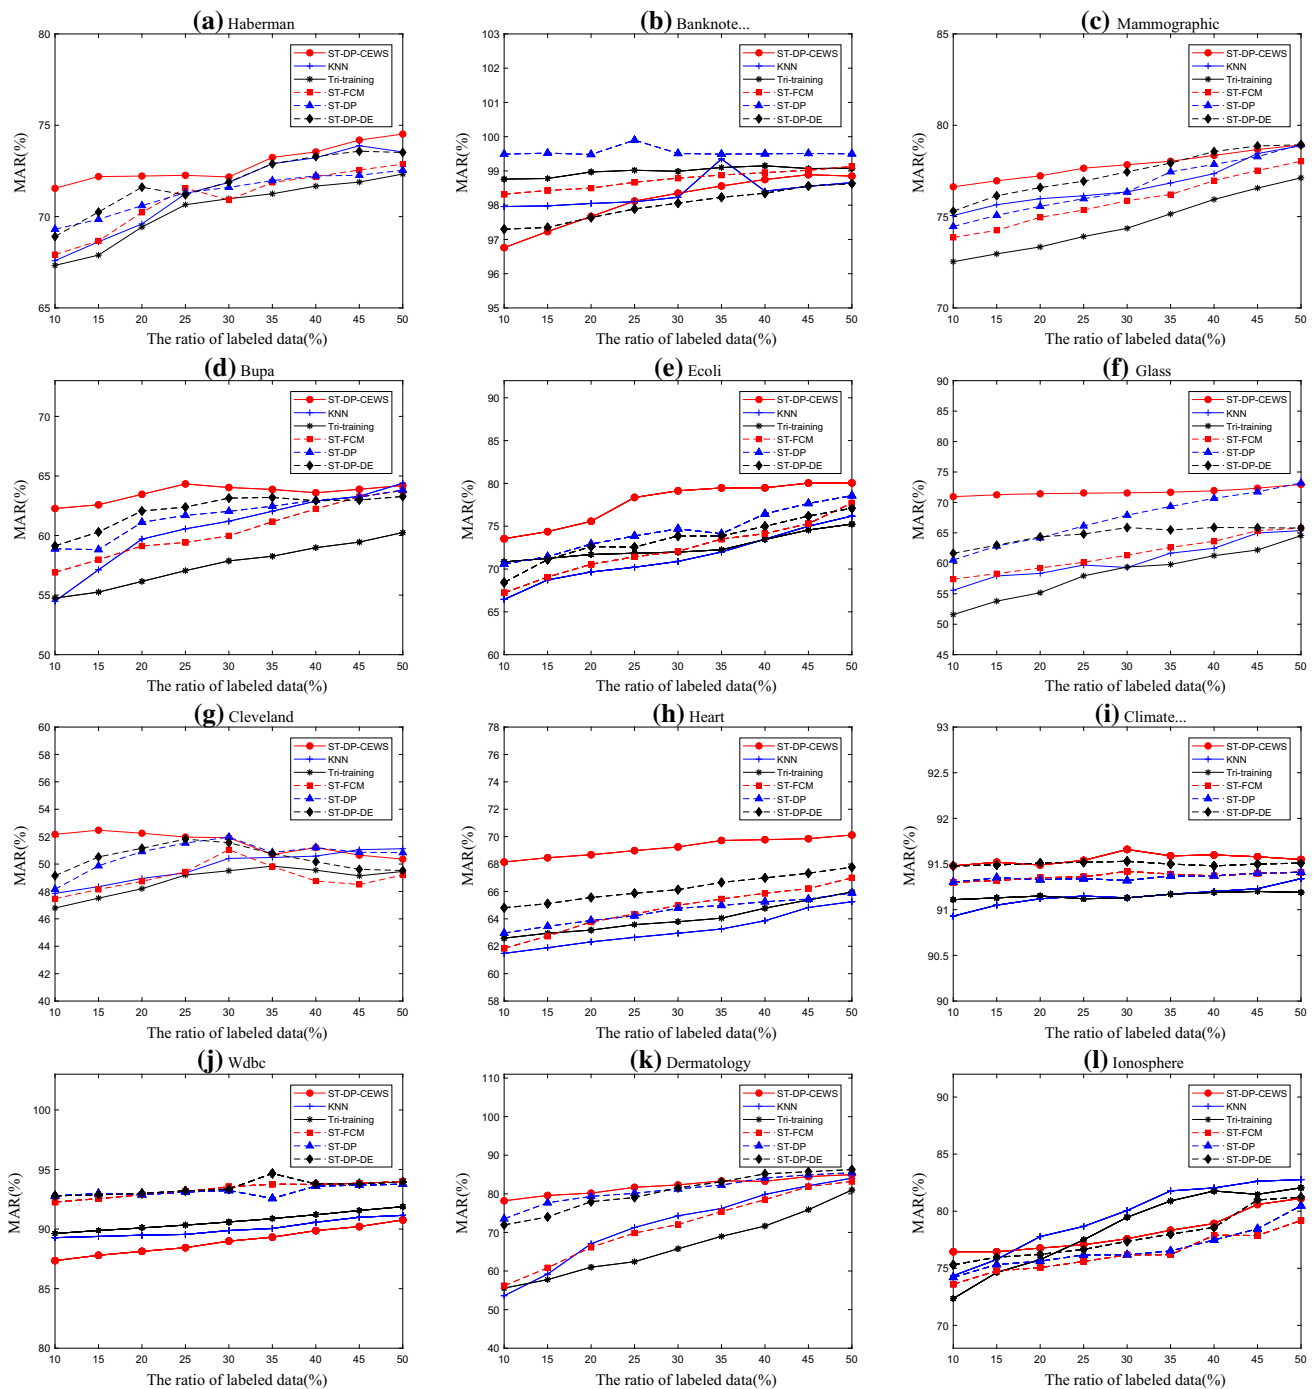 (a) Haberman
80
75
70
65
MAR(%)
10 15 20 25 30 35 40 45 50
The ratio of labeled data(%)
ST-DP-CEWS
KNN
Tri-training
ST-FCM
ST-DP
ST-DP-DE
(b) Banknote...
103
102
101
100
99
98
97
96
95
MAR(%)
10 15 20 25 30 35 40 45 50
The ratio of labeled data(%)
ST-DP-CEWS
KNN
Tri-training
ST-FCM
ST-DP
ST-DP-DE
(c) Mammographic
85
80
75
70
MAR(%)
10 15 20 25 30 35 40 45 50
The ratio of labeled data(%)
ST-DP-CEWS
KNN
Tri-training
ST-FCM
ST-DP
ST-DP-DE
(d) Bupa
70
65
60
55
50
MAR(%)
10 15 20 25 30 35 40 45 50
The ratio of labeled data(%)
ST-DP-CEWS
KNN
Tri-training
ST-FCM
ST-DP
ST-DP-DE
(e) Ecoli
90
85
80
75
70
65
60
MAR(%)
10 15 20 25 30 35 40 45 50
The ratio of labeled data(%)
ST-DP-CEWS
KNN
Tri-training
ST-FCM
ST-DP
ST-DP-DE
(f) Glass
90
85
80
75
70
65
60
55
50
45
MAR(%)
10 15 20 25 30 35 40 45 50
The ratio of labeled data(%)
ST-DP-CEWS
KNN
Tri-training
ST-FCM
ST-DP
ST-DP-DE
(g) Cleveland
60
58
56
54
52
50
48
46
44
42
40
MAR(%)
10 15 20 25 30 35 40 45 50
The ratio of labeled data(%)
ST-DP-CEWS
KNN
Tri-training
ST-FCM
ST-DP
ST-DP-DE
(h) Heart
78
76
74
72
70
68
66
64
62
60
58
MAR(%)
10 15 20 25 30 35 40 45 50
The ratio of labeled data(%)
ST-DP-CEWS
KNN
Tri-training
ST-FCM
ST-DP
ST-DP-DE
(i) Climate...
93
92.5
92
91.5
91
90.5
90
MAR(%)
10 15 20 25 30 35 40 45 50
The ratio of labeled data(%)
ST-DP-CEWS
KNN
Tri-training
ST-FCM
ST-DP
ST-DP-DE
(j) Wdbc
100
95
90
85
80
MAR(%)
10 15 20 25 30 35 40 45 50
The ratio of labeled data(%)
ST-DP-CEWS
KNN
Tri-training
ST-FCM
ST-DP
ST-DP-DE
(k) Dermatology
110
100
90
80
70
60
50
40
MAR(%)
10 15 20 25 30 35 40 45 50
The ratio of labeled data(%)
ST-DP-CEWS
KNN
Tri-training
ST-FCM
ST-DP
ST-DP-DE
(l) Ionosphere
90
85
80
75
70
MAR(%)
10 15 20 25 30 35 40 45 50
The ratio of labeled data(%)
ST-DP-CEWS
KNN
Tri-training
ST-FCM
ST-DP
ST-DP-DE